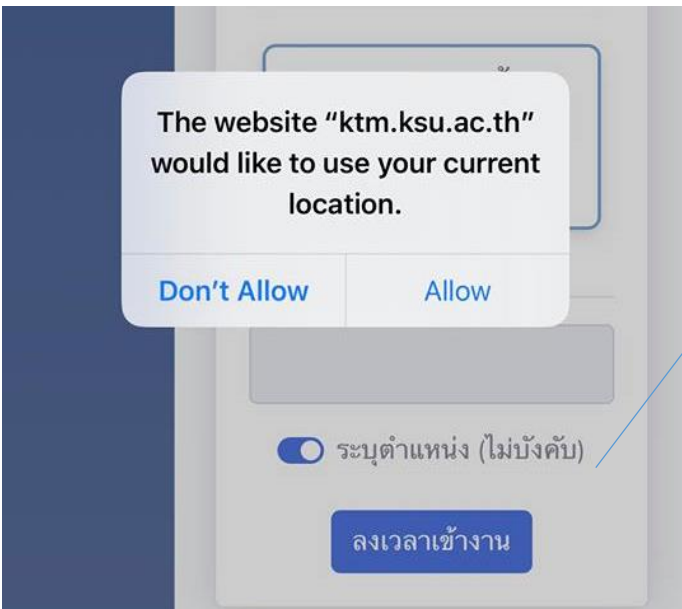 The website “ktm.ksu.ac.th”
would like to use your current
location.
Don’t Allow
Allow
ระบุตำแหน่ง (ไม่บังคับ)
ลงเวลาเข้างาน